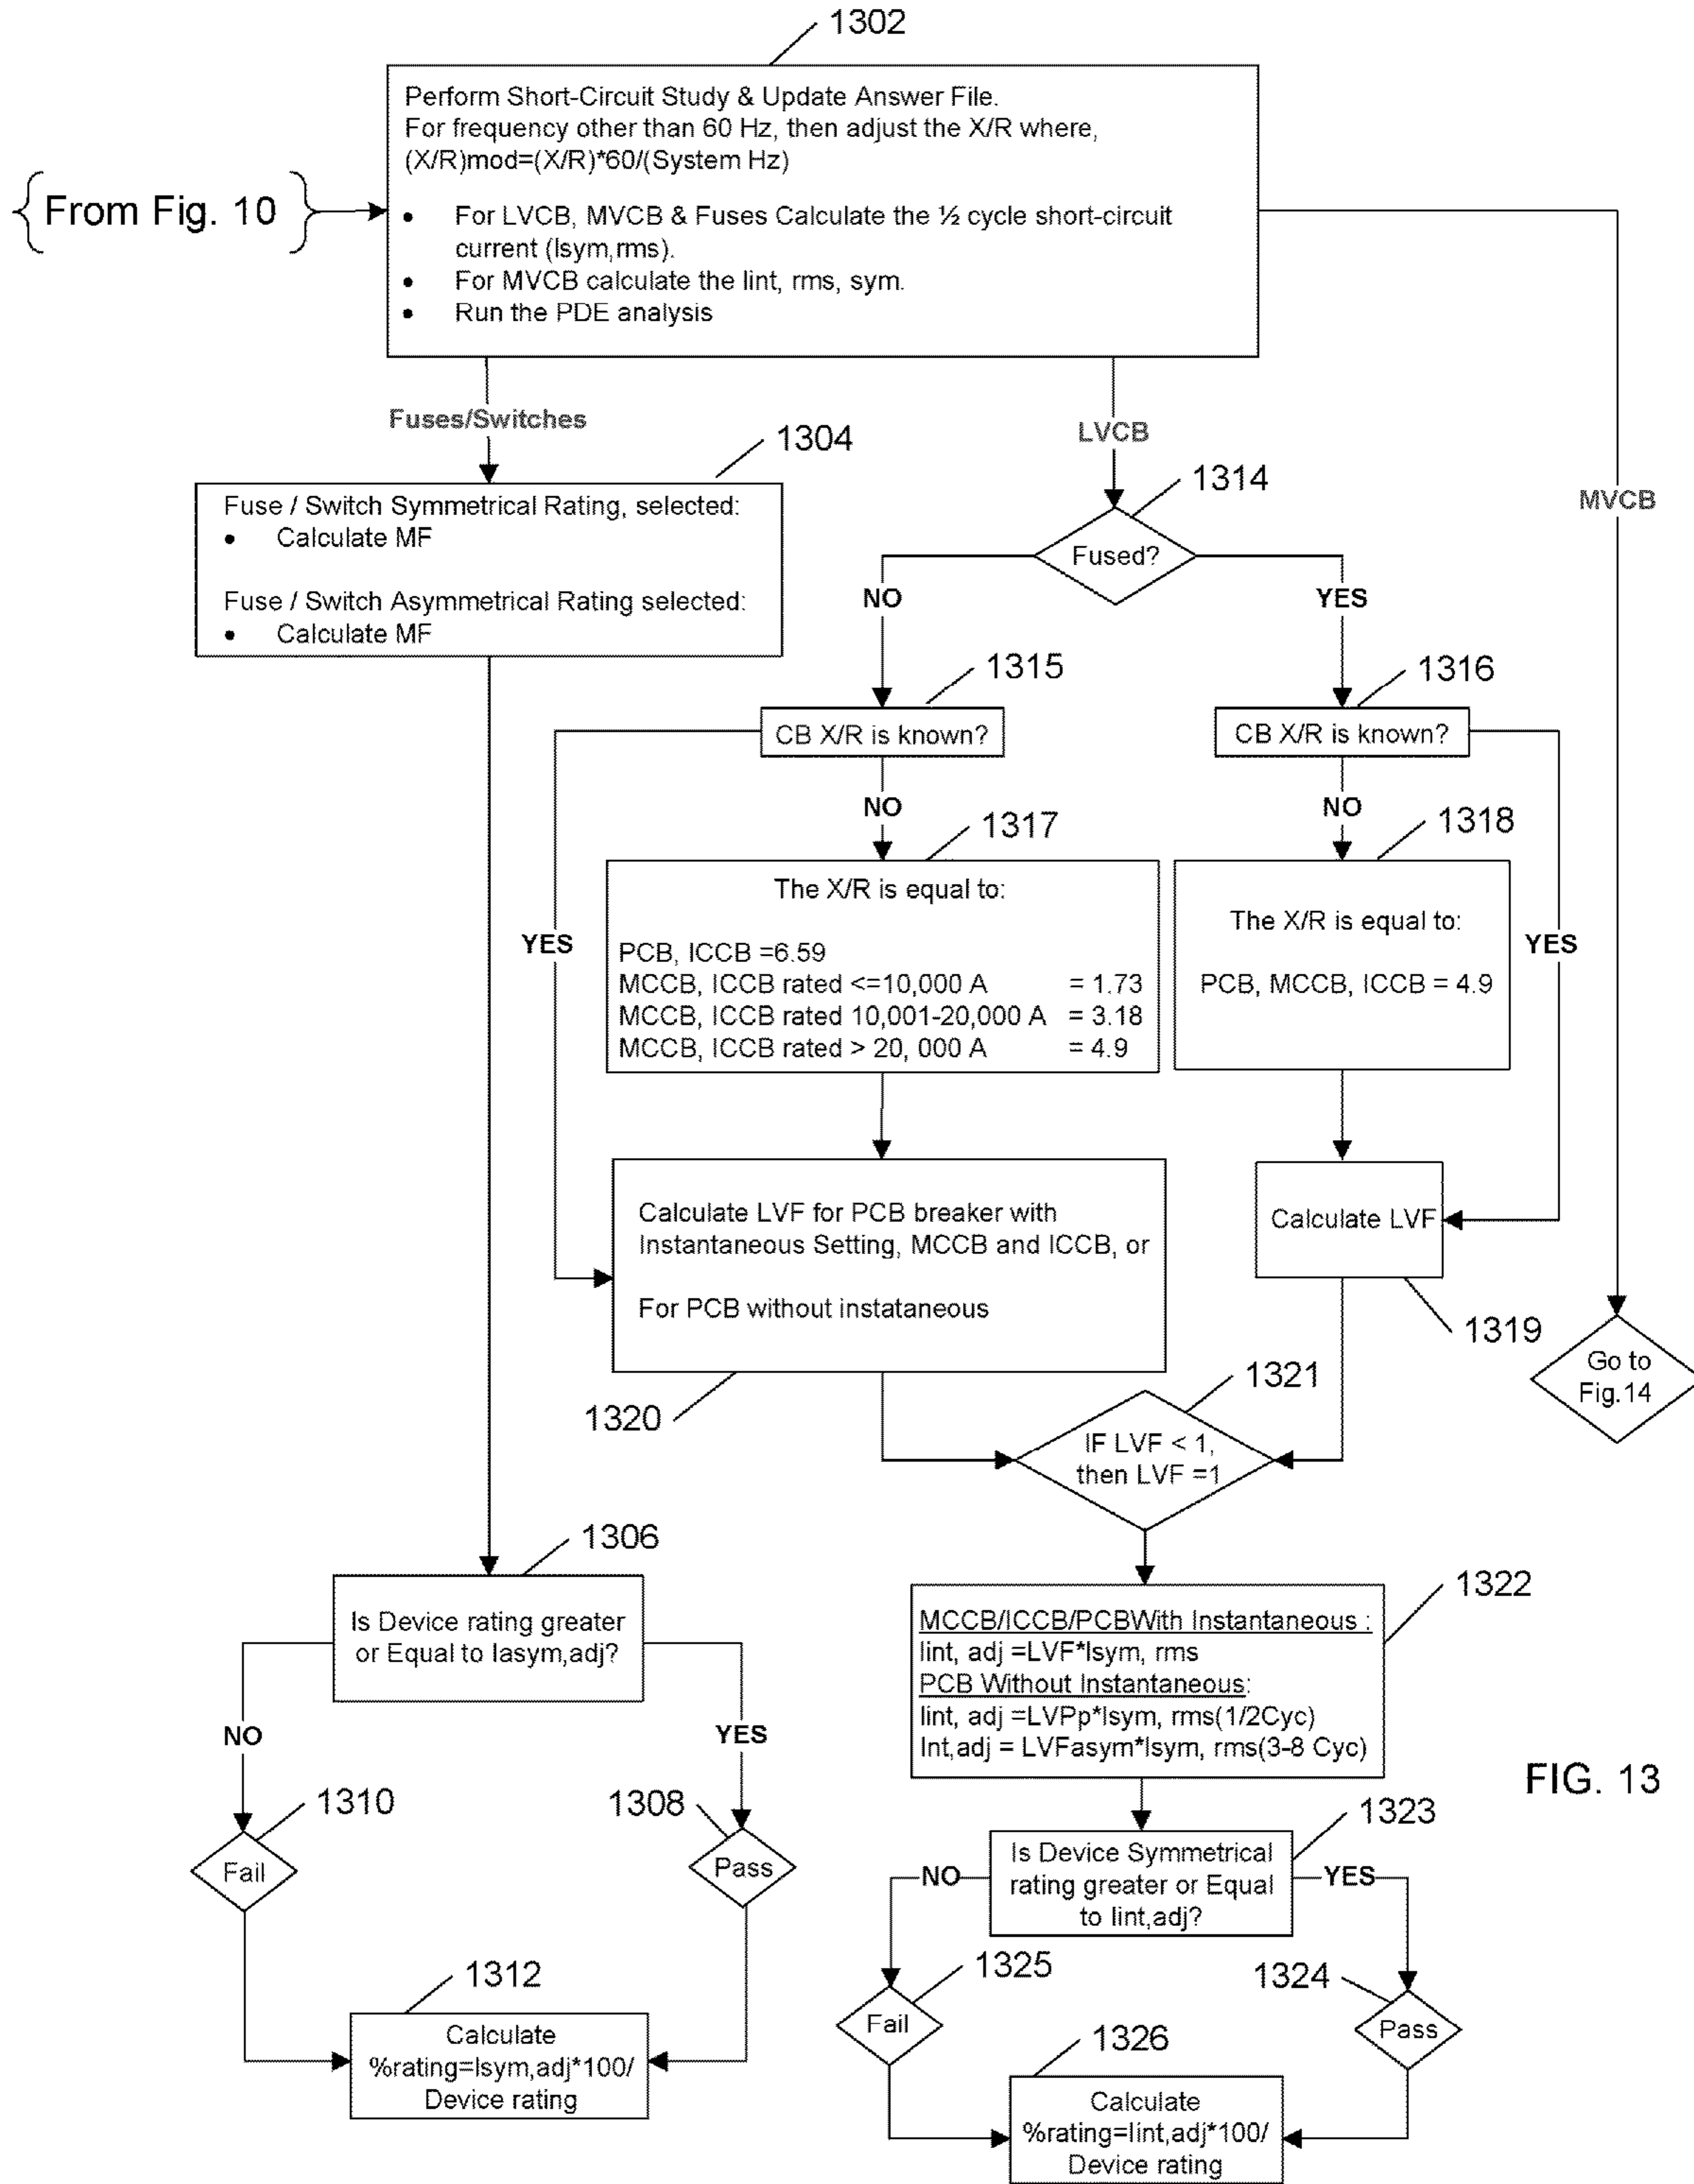 1302
Perform Short-Circuit Study & Update Answer File.
For frequency other than 60 Hz, then adjust the X/R where,
(X/R)mod=(X/R)*60/(System Hz)
• For LVCB, MVCB & Fuses Calculate the ½ cycle short-circuit
current (Isym,rms).
• For MVCB calculate the Iint, rms, sym.
• Run the PDE analysis
From Fig. 10
Fuses/Switches
LVCB
MVCB
1304
Fuse / Switch Symmetrical Rating, selected:
• Calculate MF
Fuse / Switch Asymmetrical Rating selected:
• Calculate MF
1314
Fused?
NO
YES
1315
CB X/R is known?
1316
CB X/R is known?
NO
NO
YES
YES
1317
The X/R is equal to:
PCB, ICCB =6.59
MCCB, ICCB rated <=10,000 A = 1.73
MCCB, ICCB rated 10,001-20,000 A = 3.18
MCCB, ICCB rated > 20, 000 A = 4.9
1318
The X/R is equal to:
PCB, MCCB, ICCB = 4.9
Calculate LVF for PCB breaker with
Instantaneous Setting, MCCB and ICCB, or
For PCB without instataneous
1320
Calculate LVF
1319
Go to
Fig.14
1321
IF LVF < 1,
then LVF =1
1306
Is Device rating greater
or Equal to Iasym,adj?
NO
YES
1310
Fail
1308
Pass
1312
Calculate
%rating=Isym,adj*100/
Device rating
1322
MCCB/ICCB/PCBWith Instantaneous :
Iint, adj =LVF*Isym, rms
PCB Without Instantaneous:
Iint, adj =LVPp*Isym, rms(1/2Cyc)
Int,adj = LVFasym*Isym, rms(3-8 Cyc)
1323
Is Device Symmetrical
rating greater or Equal
to Iint,adj?
NO
YES
1325
Fail
1324
Pass
1326
Calculate
%rating=Iint,adj*100/
Device rating
FIG. 13